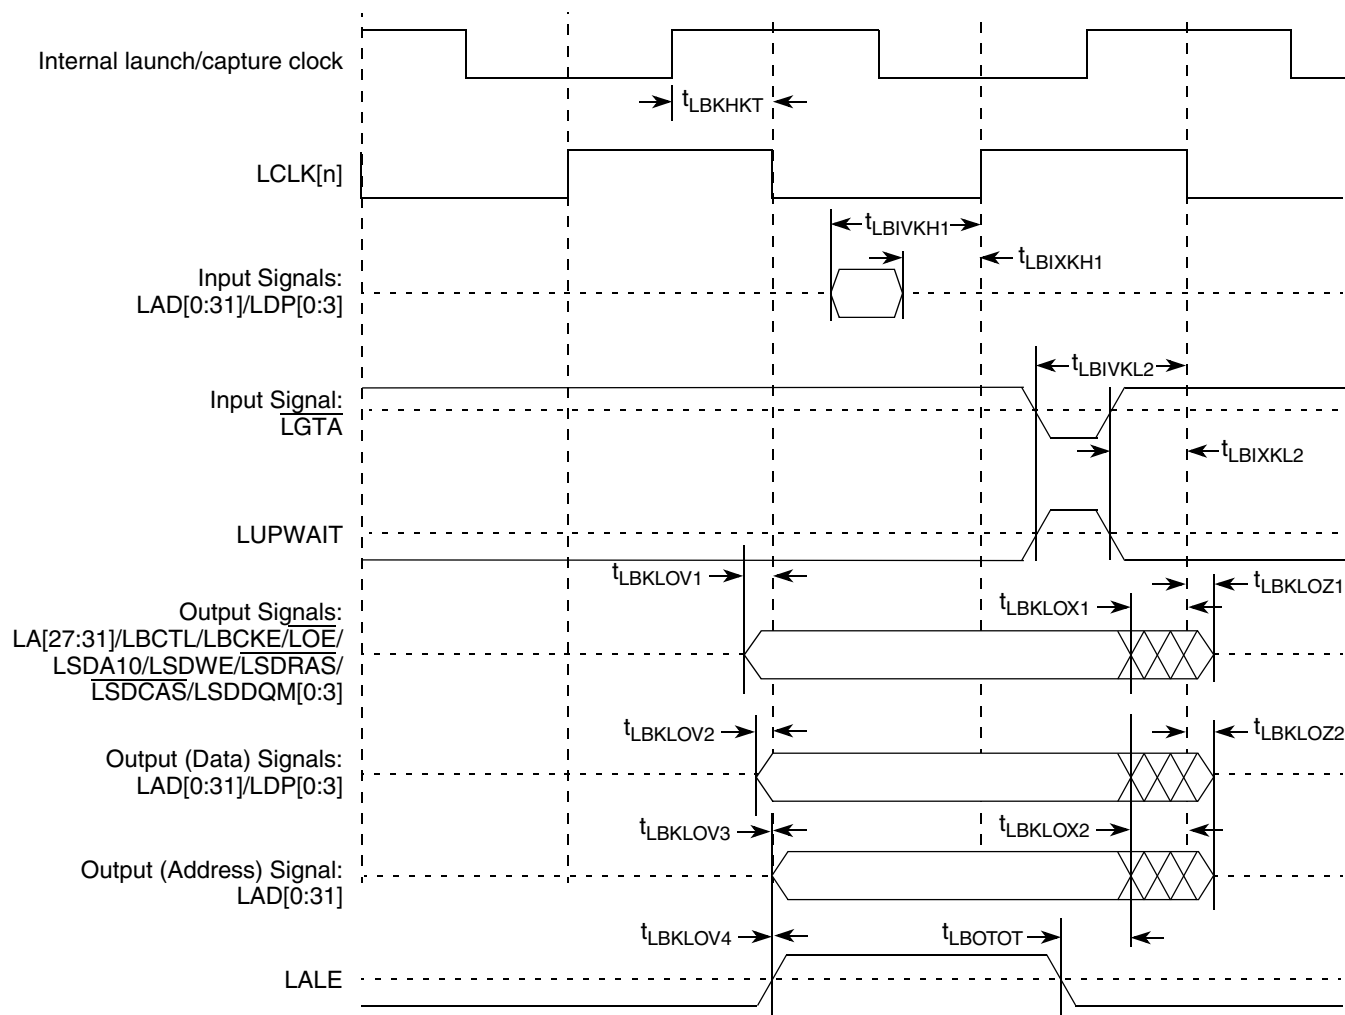 Internal launch/capture clock
tLBKHKT
LCLK[n]
tLBIVKH1
tLBIXKH1
Input Signals:
LAD[0:31]/LDP[0:3]
tLBIVKL2
Input Signal:
LGTA
tLBIXKL2
LUPWAIT
tLBKLOV1
tLBKLOZ1
tLBKLOX1
Output Signals:
LA[27:31]/LBCTL/LBCKE/LOE/
LSDA10/LSDWE/LSDRAS/
LSDCAS/LSDDQM[0:3]
tLBKLOV2
tLBKLOZ2
Output (Data) Signals:
LAD[0:31]/LDP[0:3]
tLBKLOV3
tLBKLOX2
Output (Address) Signal:
LAD[0:31]
tLBKLOV4
tLBOTOT
LALE